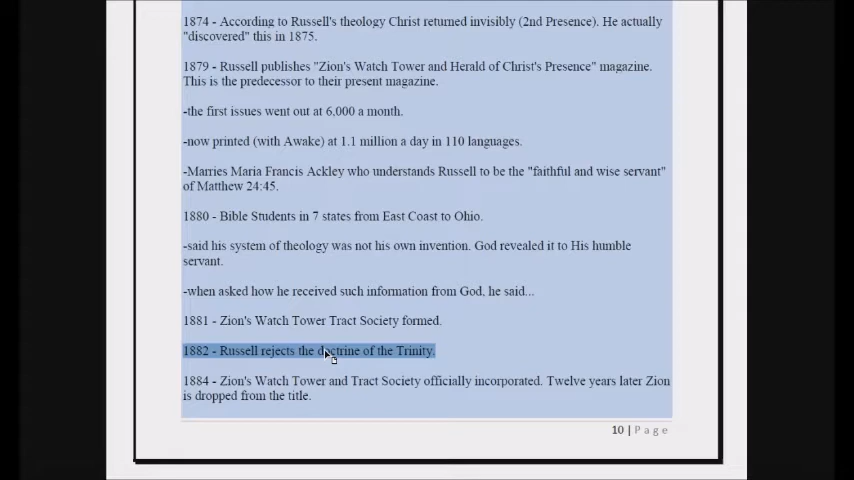 1874 - According to Russell's theology Christ returned invisibly (2nd Presence). He actually
"discovered" this in 1875.
1879 - Russell publishes "Zion's Watch Tower and Herald of Christ's Presence" magazine.
This is the predecessor to their present magazine.
-the first issues went out at 6,000 a month.
-now printed (with Awake) at 1.1 million a day in 110 languages.
-Marries Maria Francis Ackley who understands Russell to be the "faithful and wise servant"
of Matthew 24:45.
1880 - Bible Students in 7 states from East Coast to Ohio.
-said his system of theology was not his own invention. God revealed it to His humble
servant.
-when asked how he received such information from God, he said...
1881 - Zion's Watch Tower Tract Society formed.
1882 - Russell rejects the doctrine of the Trinity.
1884 - Zion's Watch Tower and Tract Society officially incorporated. Twelve years later Zion
is dropped from the title.
10 | Page